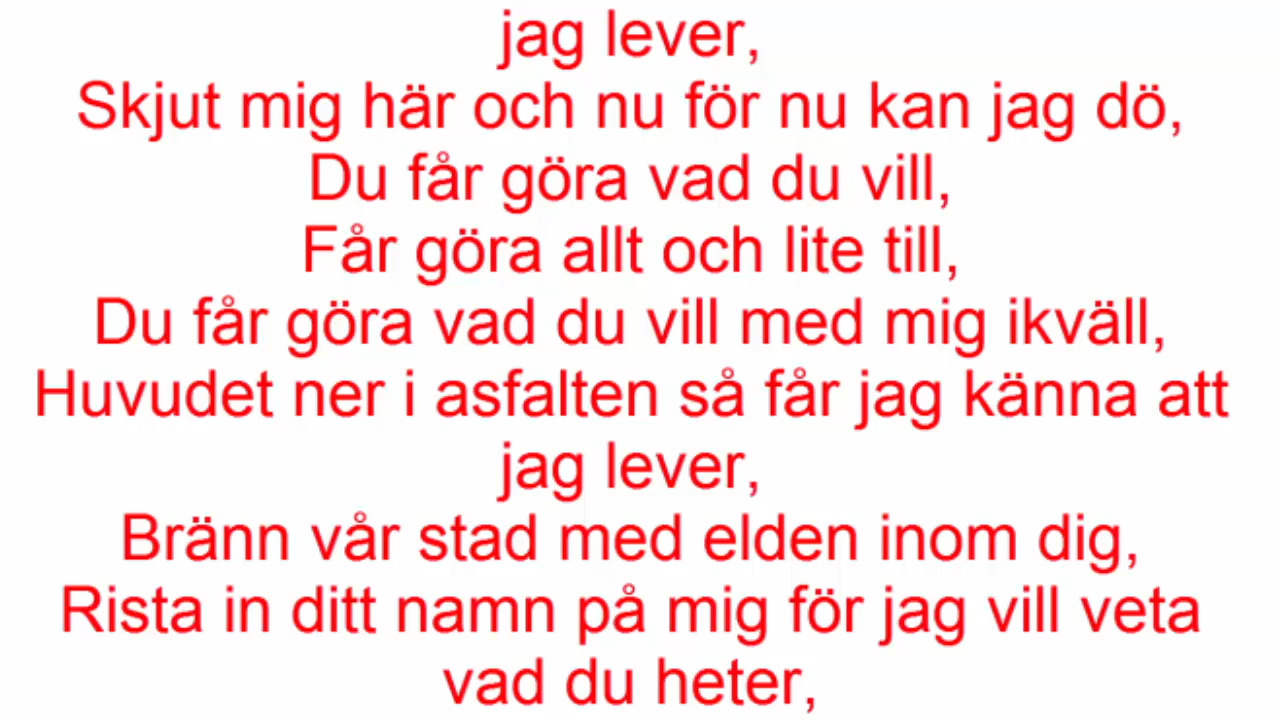 jag lever,
Skjut mig här och nu för nu kan jag dö,
Du får göra vad du vill,
Får göra allt och lite till,
Du får göra vad du vill med mig ikväll,
Huvudet ner i asfalten så får jag känna att
jag lever,
Bränn vår stad med elden inom dig,
Rista in ditt namn på mig för jag vill veta
vad du heter,